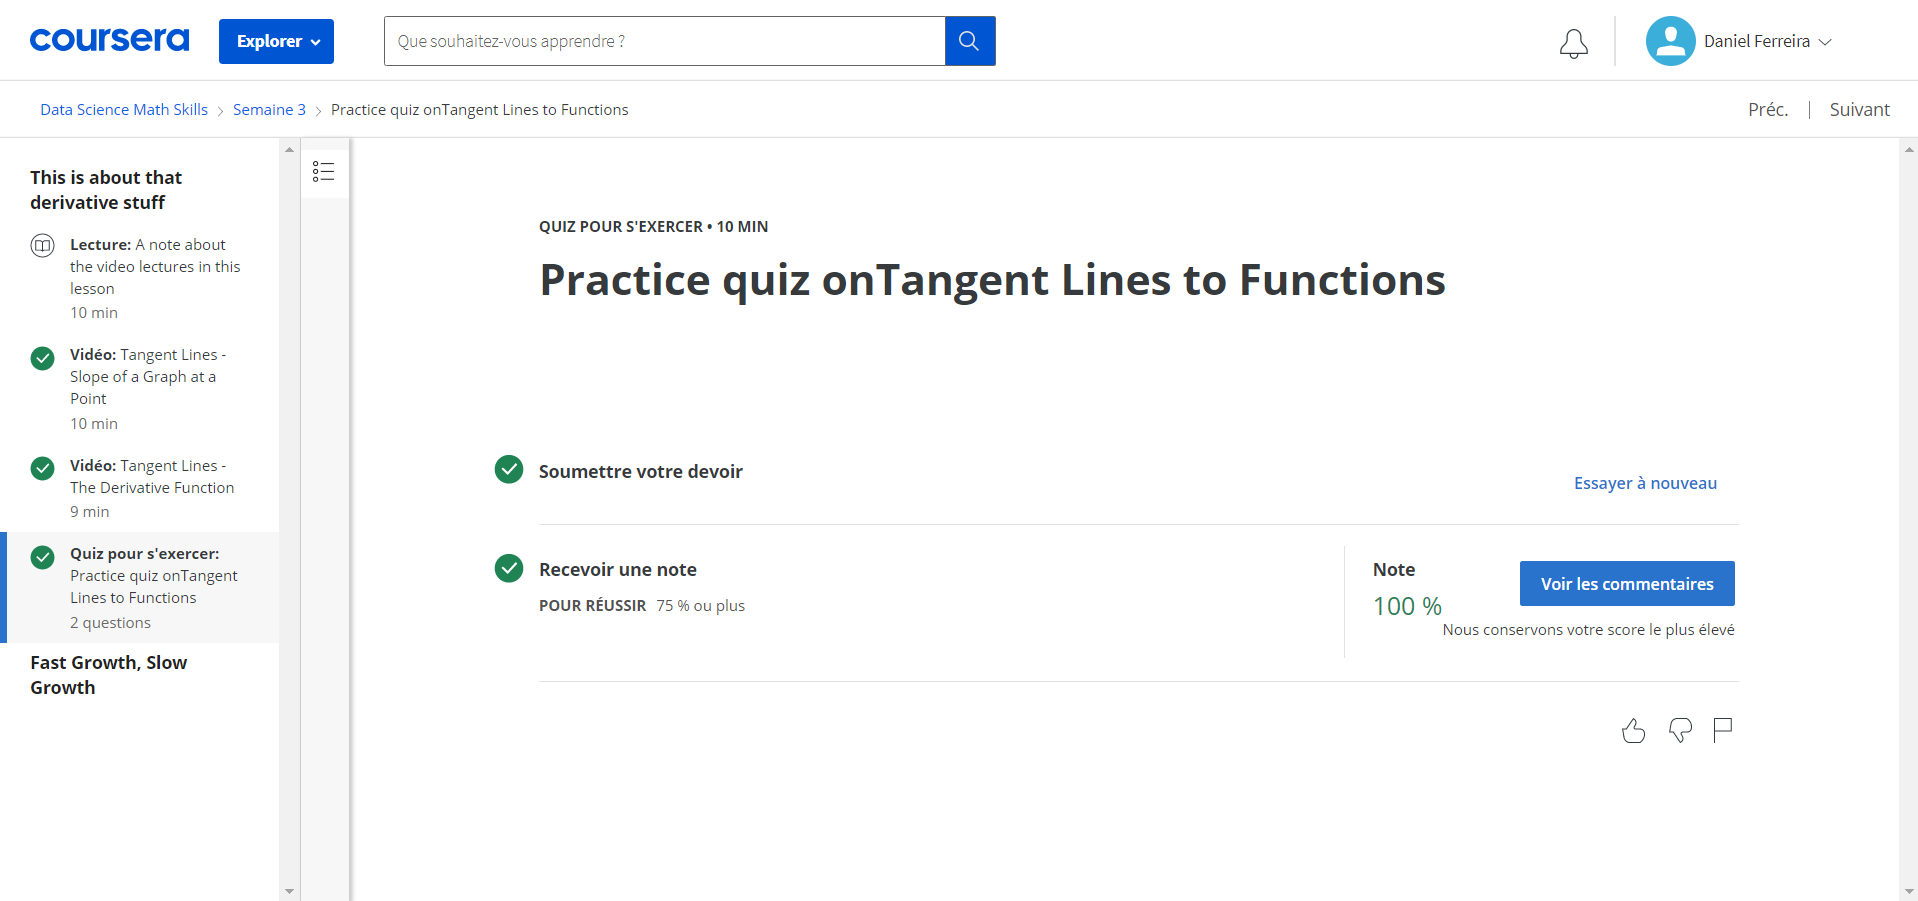 coursera
Explorer
Que souhaitez-vous apprendre ?
Daniel Ferreira
Data Science Math Skills
Semaine 3
Practice quiz onTangent Lines to Functions
Préc.
Suivant
This is about that
derivative stuff
Lecture: A note about
the video lectures in this
lesson
10 min
Vidéo: Tangent Lines -
Slope of a Graph at a
Point
10 min
Vidéo: Tangent Lines -
The Derivative Function
9 min
Quiz pour s'exercer:
Practice quiz onTangent
Lines to Functions
2 questions
Fast Growth, Slow
Growth
QUIZ POUR S'EXERCER • 10 MIN
Practice quiz onTangent Lines to Functions
Soumettre votre devoir
Essayer à nouveau
Recevoir une note
POUR RÉUSSIR 75 % ou plus
Note
100 %
Voir les commentaires
Nous conservons votre score le plus élevé